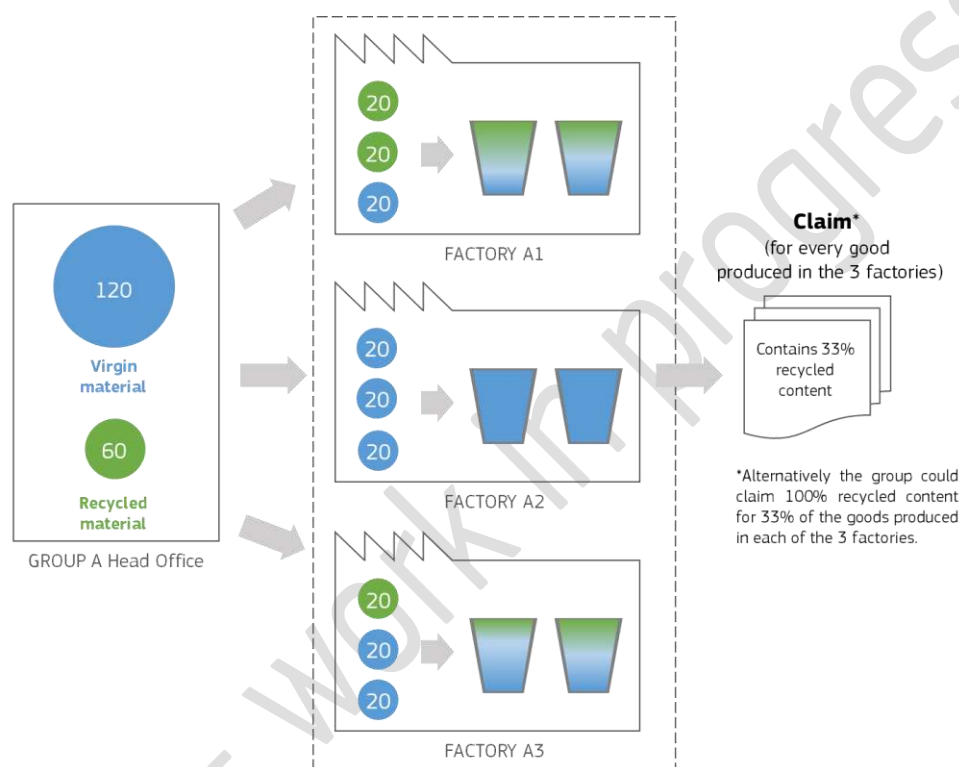 120
Virgin
material
60
Recycled
material
GROUP A Head Office
20
20
20
FACTORY A1
20
20
20
FACTORY A2
20
20
20
FACTORY A3
Claim*
(for every good
produced in the 3 factories)
Contains 33%
recycled
content
*Alternatively the group could
claim 100% recycled content
for 33% of the goods produced
in each of the 3 factories.
work in progress